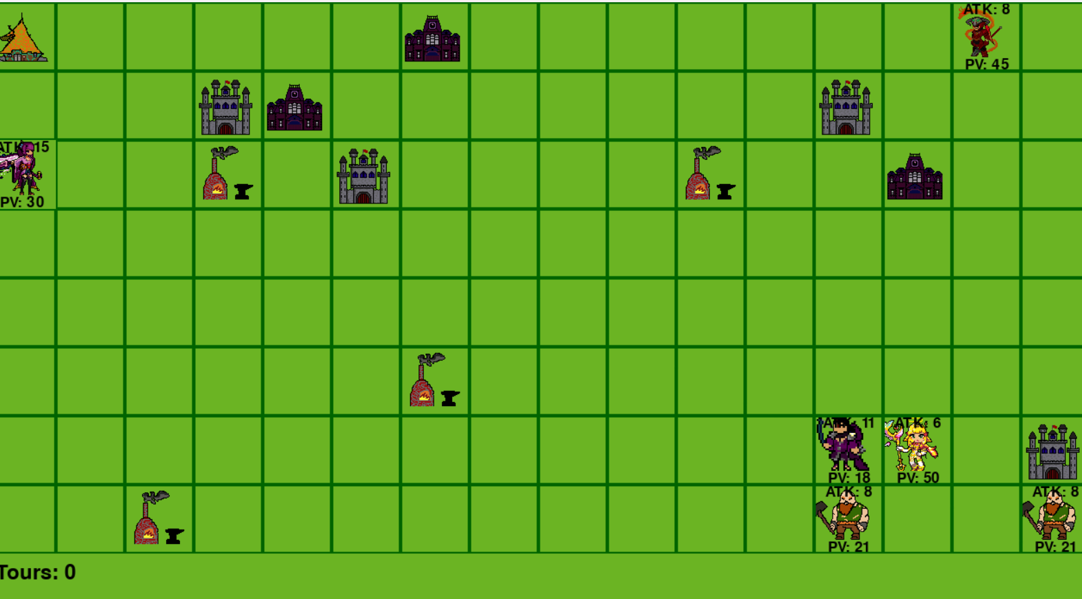 ATK: 8
PV: 45
ATK: 15
PV: 30
ATK: 11
ATK: 6
PV: 18
PV: 50
ATK: 8
ATK: 8
PV: 21
PV: 21
Tours: 0